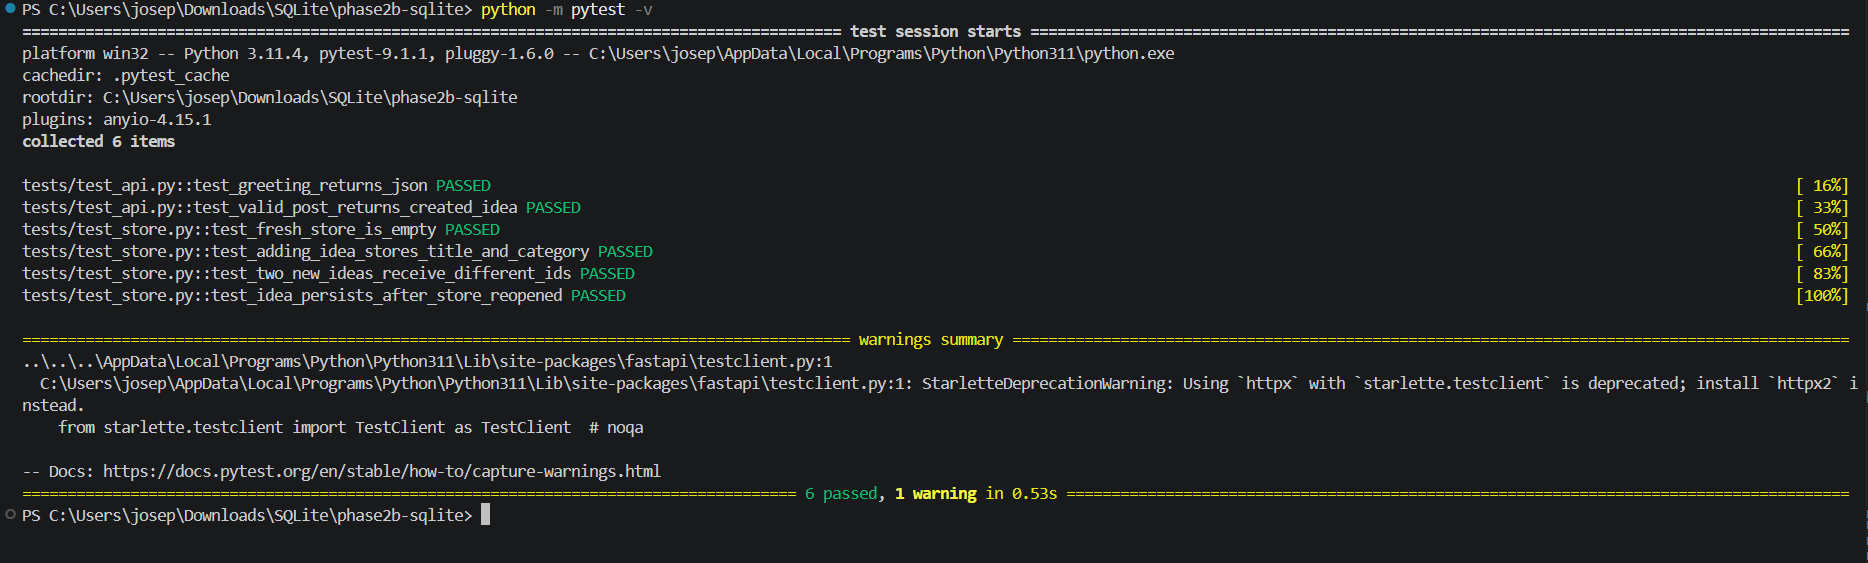 PS C:\Users\josep\Downloads\SQLite\phase2b-sqlite> python -m pytest -v
=========================================================================================== test session starts ===========================================================================================
platform win32 -- Python 3.11.4, pytest-9.1.1, pluggy-1.6.0 -- C:\Users\josep\AppData\Local\Programs\Python\Python311\python.exe
cachedir: .pytest_cache
rootdir: C:\Users\josep\Downloads\SQLite\phase2b-sqlite
plugins: anyio-4.15.1
collected 6 items
tests/test_api.py::test_greeting_returns_json PASSED [ 16%]
tests/test_api.py::test_valid_post_returns_created_idea PASSED [ 33%]
tests/test_store.py::test_fresh_store_is_empty PASSED [ 50%]
tests/test_store.py::test_adding_idea_stores_title_and_category PASSED [ 66%]
tests/test_store.py::test_two_new_ideas_receive_different_ids PASSED [ 83%]
tests/test_store.py::test_idea_persists_after_store_reopened PASSED [100%]
============================================================================================ warnings summary =============================================================================================
..\..\..\AppData\Local\Programs\Python\Python311\Lib\site-packages\fastapi\testclient.py:1
C:\Users\josep\AppData\Local\Programs\Python\Python311\Lib\site-packages\fastapi\testclient.py:1: StarletteDeprecationWarning: Using `httpx` with `starlette.testclient` is deprecated; install `httpx2` i
nstead.
from starlette.testclient import TestClient as TestClient  # noqa
-- Docs: https://docs.pytest.org/en/stable/how-to/capture-warnings.html
====================================================================================== 6 passed, 1 warning in 0.53s =======================================================================================
PS C:\Users\josep\Downloads\SQLite\phase2b-sqlite>